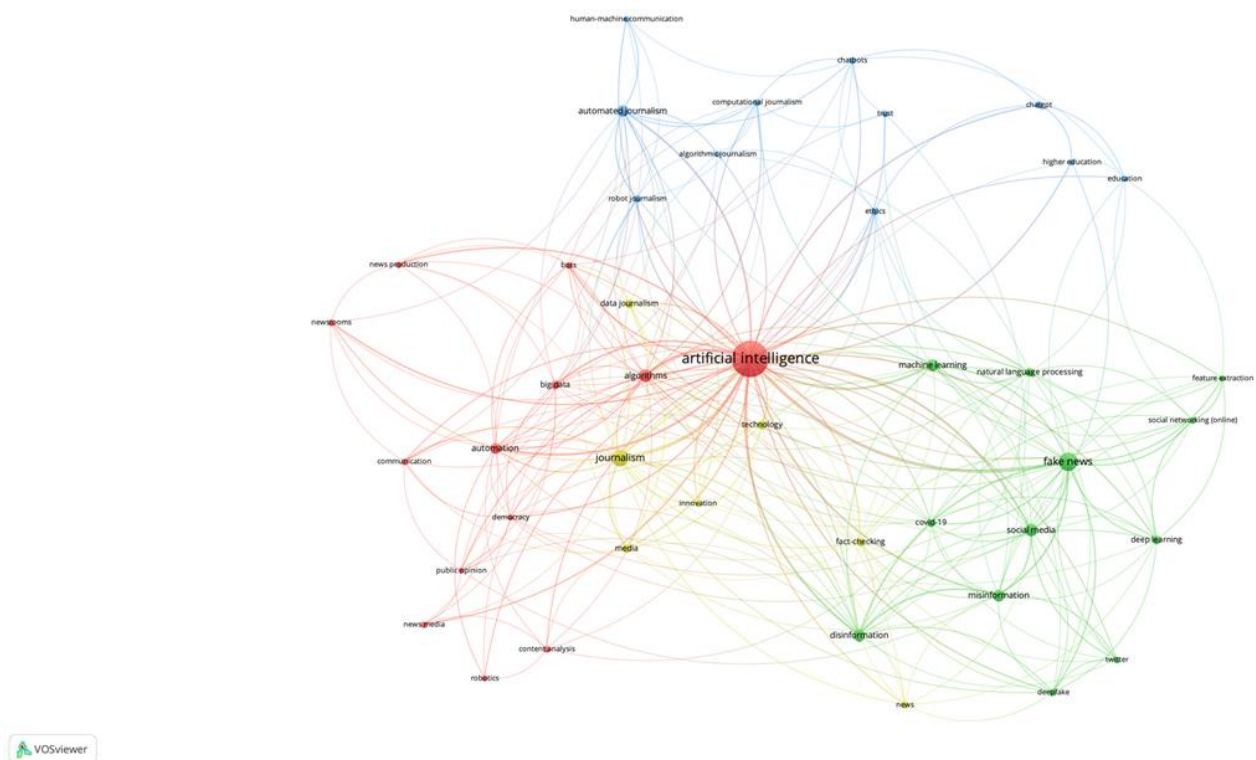 human-machine communication
chatbots
computational journalism
chatgpt
automated journalism
trust
algorithmic journalism
higher education
education
robot journalism
ethics
news production
bots
data journalism
newsrooms
artificial intelligence
machine learning
natural language processing
algorithms
feature extraction
big data
social networking (online)
technology
automation
journalism
communication
fake news
innovation
democracy
covid-19
social media
deep learning
fact-checking
media
public opinion
misinformation
news media
disinformation
content analysis
twitter
robotics
deepfake
news
VOSviewer